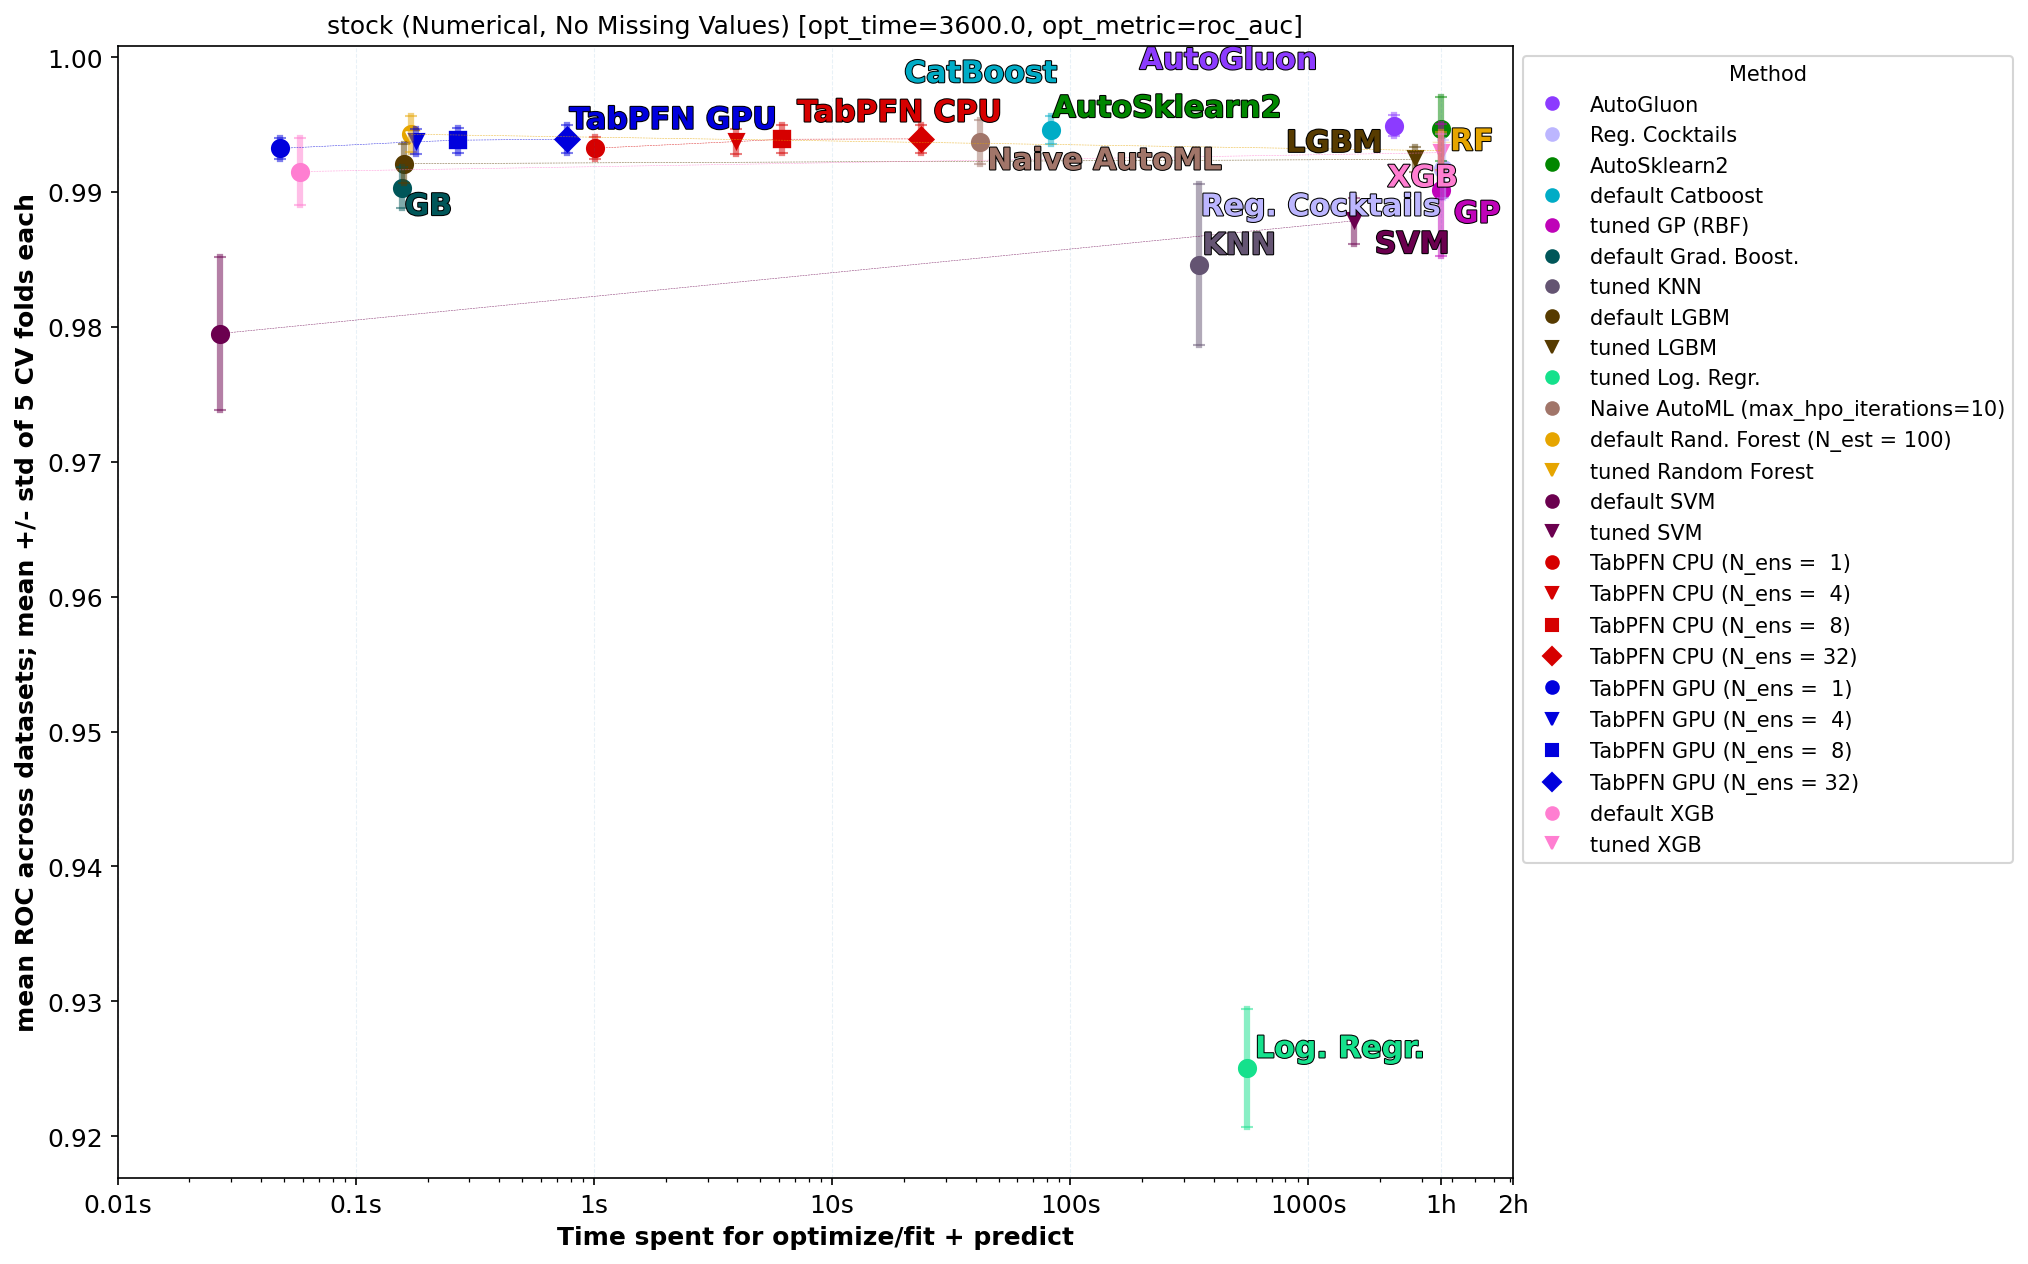 stock (Numerical, No Missing Values) [opt_time=3600.0, opt_metric=roc_auc]
mean ROC across datasets; mean +/- std of 5 CV folds each
1.00
0.99
0.98
0.97
0.96
0.95
0.94
0.93
0.92
AutoGluon
CatBoost
TabPFN GPU
TabPFN CPU
AutoSklearn2
LGBM
RF
Naive AutoML
XGB
GB
Reg. Cocktails
GP
KNN
SVM
Log. Regr.
0.01s
0.1s
1s
10s
100s
1000s
1h
2h
Time spent for optimize/fit + predict
Method
AutoGluon
Reg. Cocktails
AutoSklearn2
default Catboost
tuned GP (RBF)
default Grad. Boost.
tuned KNN
default LGBM
tuned LGBM
tuned Log. Regr.
Naive AutoML (max_hpo_iterations=10)
default Rand. Forest (N_est = 100)
tuned Random Forest
default SVM
tuned SVM
TabPFN CPU (N_ens =  1)
TabPFN CPU (N_ens =  4)
TabPFN CPU (N_ens =  8)
TabPFN CPU (N_ens = 32)
TabPFN GPU (N_ens =  1)
TabPFN GPU (N_ens =  4)
TabPFN GPU (N_ens =  8)
TabPFN GPU (N_ens = 32)
default XGB
tuned XGB